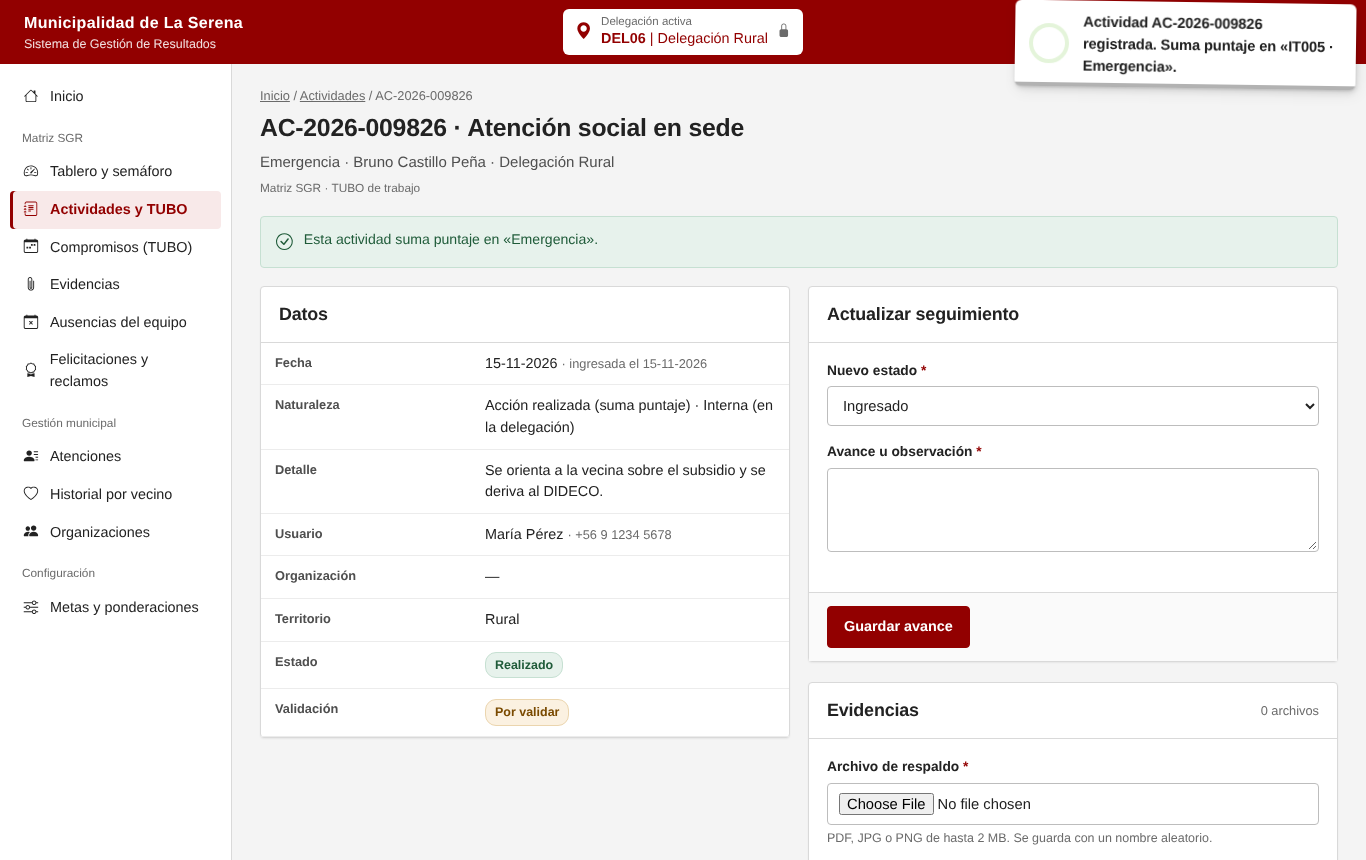 Municipalidad de La Serena
Sistema de Gestión de Resultados
Delegación activa
DEL06 | Delegación Rural
Actividad AC-2026-009826
registrada. Suma puntaje en «IT005 ·
Emergencia».
Inicio
Matriz SGR
Tablero y semáforo
Actividades y TUBO
Compromisos (TUBO)
Evidencias
Ausencias del equipo
Felicitaciones y
reclamos
Gestión municipal
Atenciones
Historial por vecino
Organizaciones
Configuración
Metas y ponderaciones
Inicio / Actividades / AC-2026-009826
AC-2026-009826 · Atención social en sede
Emergencia · Bruno Castillo Peña · Delegación Rural
Matriz SGR · TUBO de trabajo
Esta actividad suma puntaje en «Emergencia».
Datos
Fecha 15-11-2026 · ingresada el 15-11-2026
Naturaleza Acción realizada (suma puntaje) · Interna (en
la delegación)
Detalle Se orienta a la vecina sobre el subsidio y se
deriva al DIDECO.
Usuario María Pérez · +56 9 1234 5678
Organización —
Territorio Rural
Estado Realizado
Validación Por validar
Actualizar seguimiento
Nuevo estado *
Ingresado
Avance u observación *
Guardar avance
Evidencias 0 archivos
Archivo de respaldo *
Choose File No file chosen
PDF, JPG o PNG de hasta 2 MB. Se guarda con un nombre aleatorio.